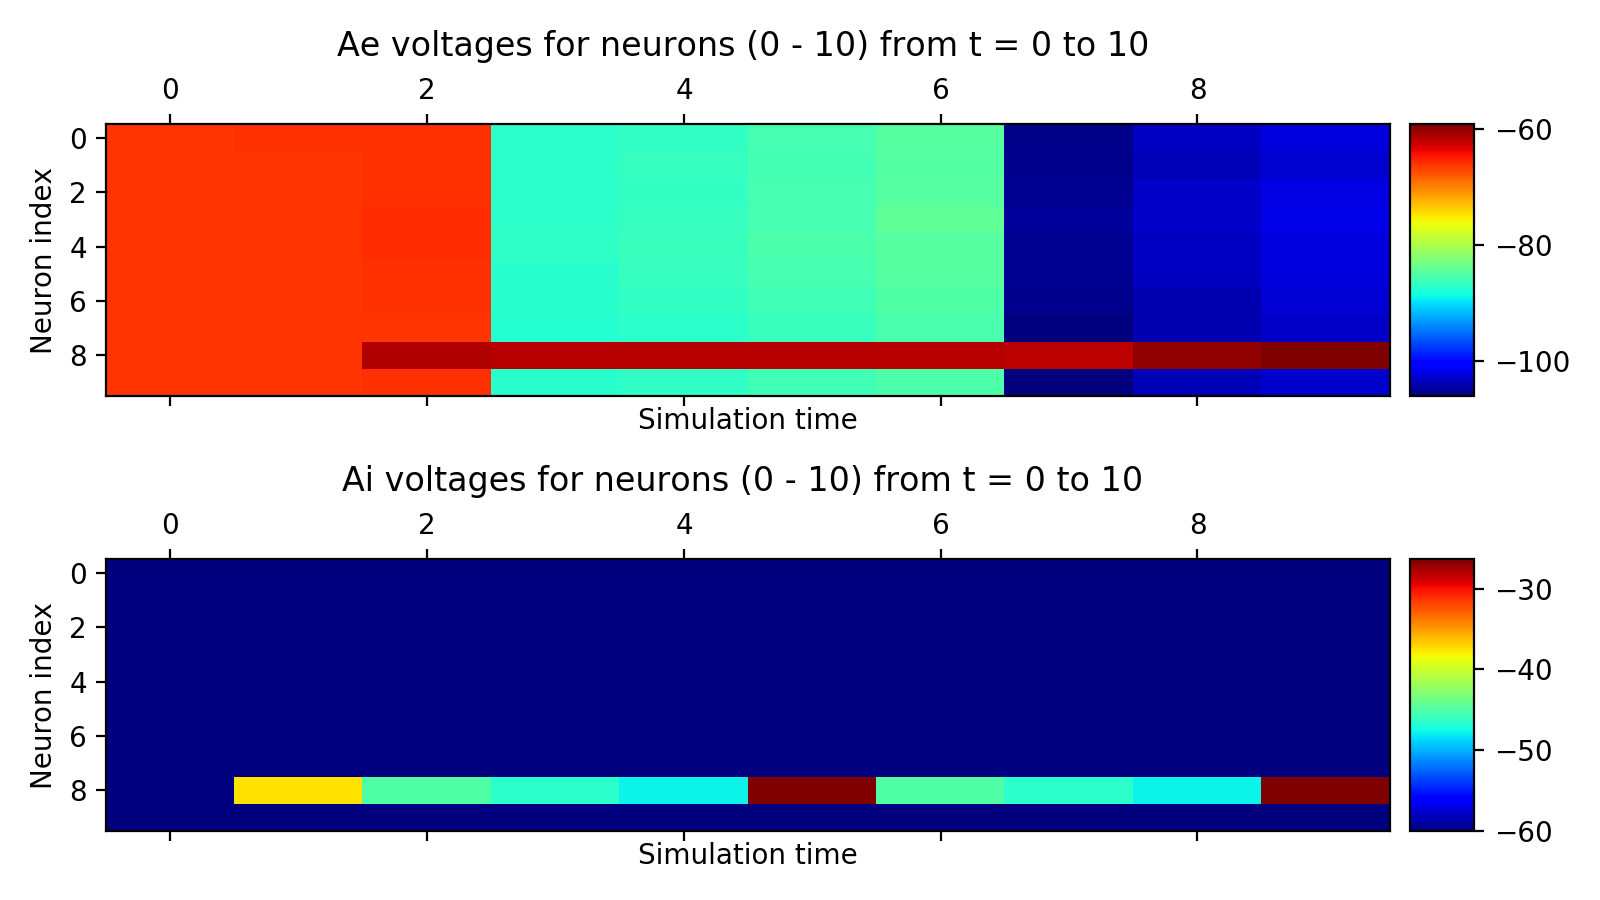 Ae voltages for neurons (0 - 10) from t = 0 to 10
0 2 4 6 8
Neuron index
0
2
4
6
8
−60
−80
−100
Simulation time
Ai voltages for neurons (0 - 10) from t = 0 to 10
0 2 4 6 8
Neuron index
0
2
4
6
8
−30
−40
−50
−60
Simulation time